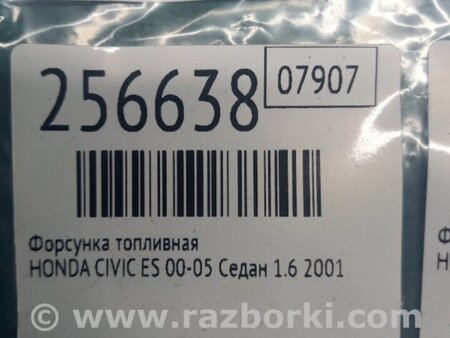 256638
07907
Форсунка топливная
HONDA CIVIC ES 00-05 Седан 1.6 2001
Ф
H
www.razborki.com